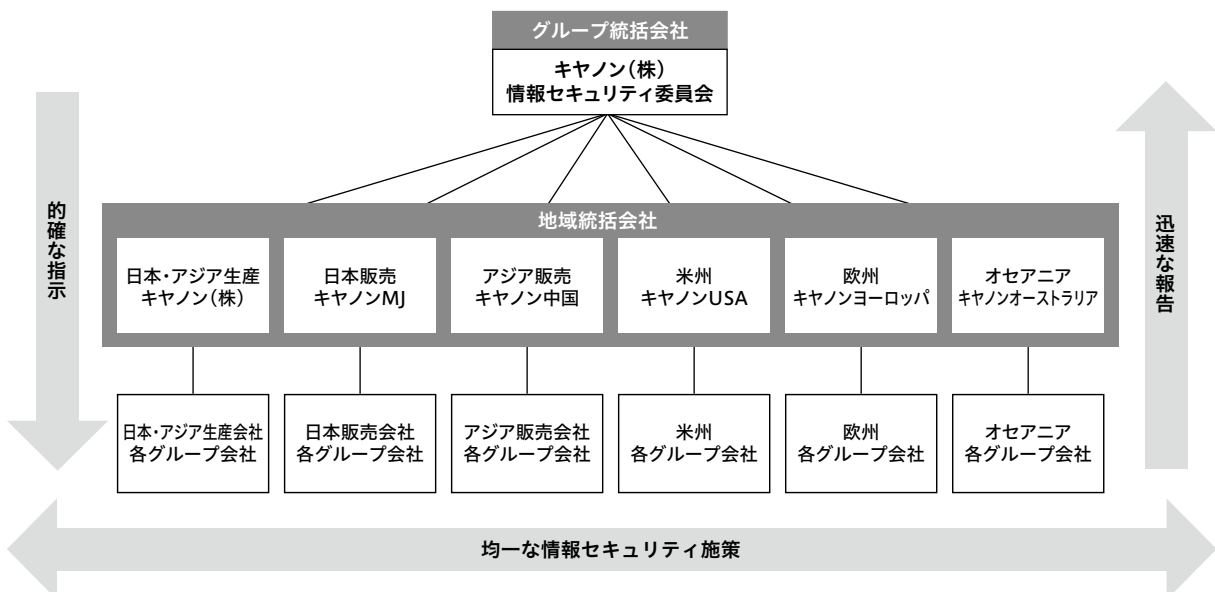 グループ統括会社
キヤノン（株）
情報セキュリティ委員会
的確な指示
迅速な報告
地域統括会社
日本・アジア生産
キヤノン（株）
日本販売
キヤノンMJ
アジア販売
キヤノン中国
米州
キヤノンUSA
欧州
キヤノンヨーロッパ
オセアニア
キヤノンオーストラリア
日本・アジア生産会社
各グループ会社
日本販売会社
各グループ会社
アジア販売会社
各グループ会社
米州
各グループ会社
欧州
各グループ会社
オセアニア
各グループ会社
均一な情報セキュリティ施策